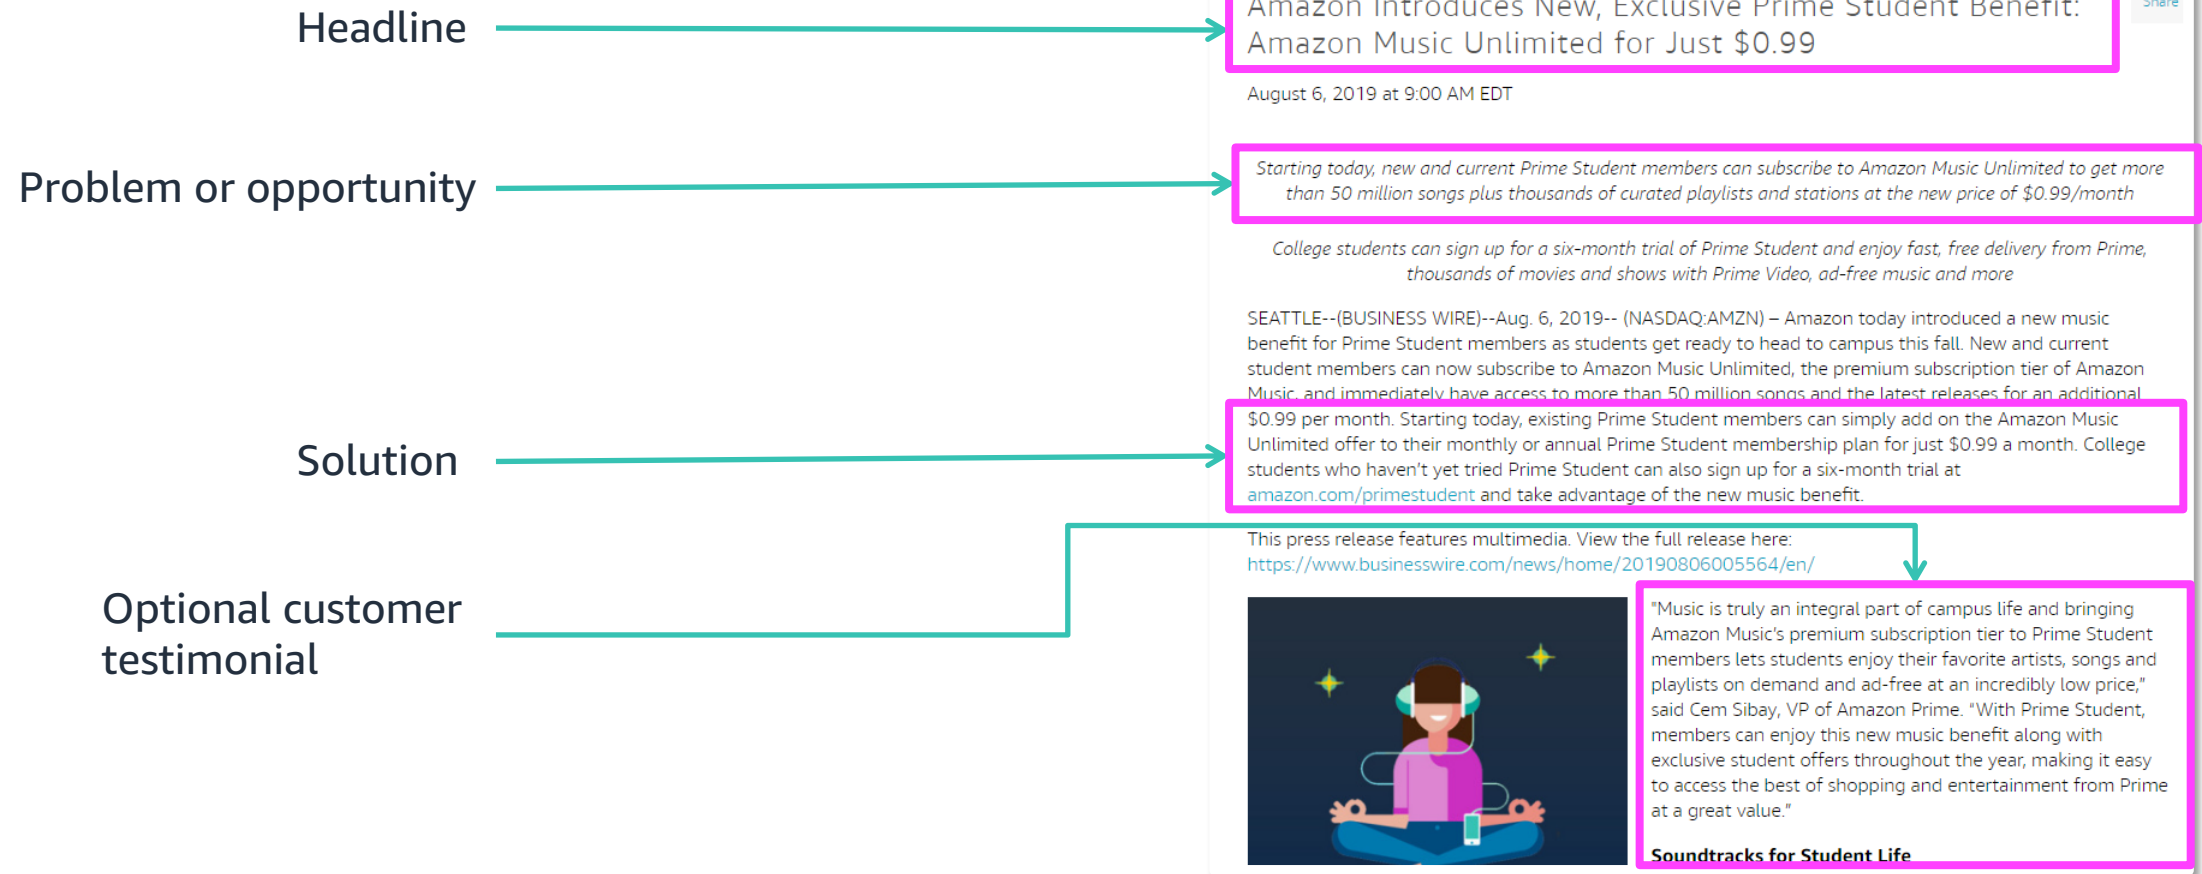 Headline
Problem or opportunity
Solution
Optional customer
testimonial
Amazon Introduces New, Exclusive Prime Student Benefit:
Amazon Music Unlimited for Just $0.99
Share
August 6, 2019 at 9:00 AM EDT
Starting today, new and current Prime Student members can subscribe to Amazon Music Unlimited to get more
than 50 million songs plus thousands of curated playlists and stations at the new price of $0.99/month
College students can sign up for a six-month trial of Prime Student and enjoy fast, free delivery from Prime,
thousands of movies and shows with Prime Video, ad-free music and more
SEATTLE--(BUSINESS WIRE)--Aug. 6, 2019-- (NASDAQ:AMZN) – Amazon today introduced a new music
benefit for Prime Student members as students get ready to head to campus this fall. New and current
student members can now subscribe to Amazon Music Unlimited, the premium subscription tier of Amazon
Music, and immediately have access to more than 50 million songs and the latest releases for an additional
$0.99 per month. Starting today, existing Prime Student members can simply add on the Amazon Music
Unlimited offer to their monthly or annual Prime Student membership plan for just $0.99 a month. College
students who haven't yet tried Prime Student can also sign up for a six-month trial at
amazon.com/primestudent and take advantage of the new music benefit.
This press release features multimedia. View the full release here:
https://www.businesswire.com/news/home/20190806005564/en/
"Music is truly an integral part of campus life and bringing
Amazon Music's premium subscription tier to Prime Student
members lets students enjoy their favorite artists, songs and
playlists on demand and ad-free at an incredibly low price,"
said Cem Sibay, VP of Amazon Prime. "With Prime Student,
members can enjoy this new music benefit along with
exclusive student offers throughout the year, making it easy
to access the best of shopping and entertainment from Prime
at a great value."
Soundtracks for Student Life